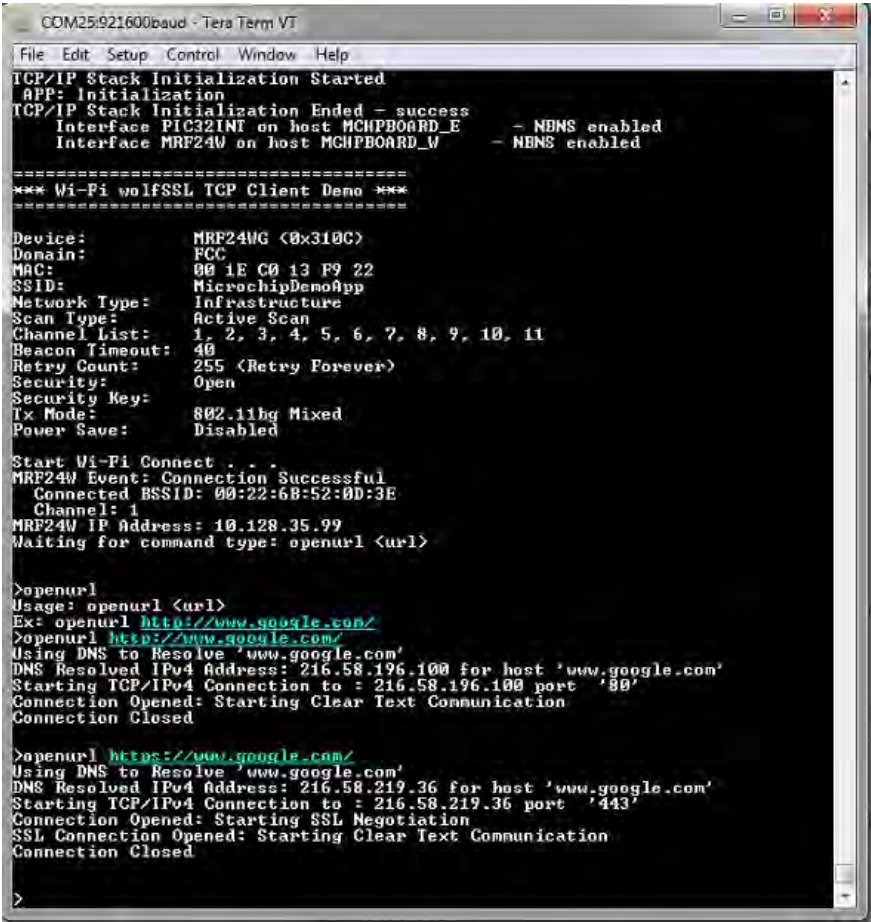 COM25:921600baud - Tera Term VT
File Edit Setup Control Window Help
TCP/IP Stack Initialization Started
APP: Initialization
TCP/IP Stack Initialization Ended - success
Interface PIC32INT on host MCHPBOARD_E - NBNS enabled
Interface MRF24W on host MCHPBOARD_W - NBNS enabled
=====================================
*** Wi-Fi wolfSSL TCP Client Demo ***
=====================================
Device: MRF24WG (0x310C)
Domain: FCC
MAC: 00 1E C0 13 F9 22
SSID: MicrochipDemoApp
Network Type: Infrastructure
Scan Type: Active Scan
Channel List: 1, 2, 3, 4, 5, 6, 7, 8, 9, 10, 11
Beacon Timeout: 40
Retry Count: 255 (Retry Forever)
Security: Open
Security Key:
Tx Mode: 802.11bg Mixed
Power Save: Disabled
Start Wi-Fi Connect . . .
MRF24W Event: Connection Successful
Connected BSSID: 00:22:6B:52:0D:3E
Channel: 1
MRF24W IP Address: 10.128.35.99
Waiting for command type: openurl <url>
>openurl
Usage: openurl <url>
Ex: openurl http://www.google.com/
>openurl http://www.google.com/
Using DNS to Resolve 'www.google.com'
DNS Resolved IPv4 Address: 216.58.196.100 for host 'www.google.com'
Starting TCP/IPv4 Connection to : 216.58.196.100 port '80'
Connection Opened: Starting Clear Text Communication
Connection Closed
>openurl https://www.google.com/
Using DNS to Resolve 'www.google.com'
DNS Resolved IPv4 Address: 216.58.219.36 for host 'www.google.com'
Starting TCP/IPv4 Connection to : 216.58.219.36 port '443'
Connection Opened: Starting SSL Negotiation
SSL Connection Opened: Starting Clear Text Communication
Connection Closed
>